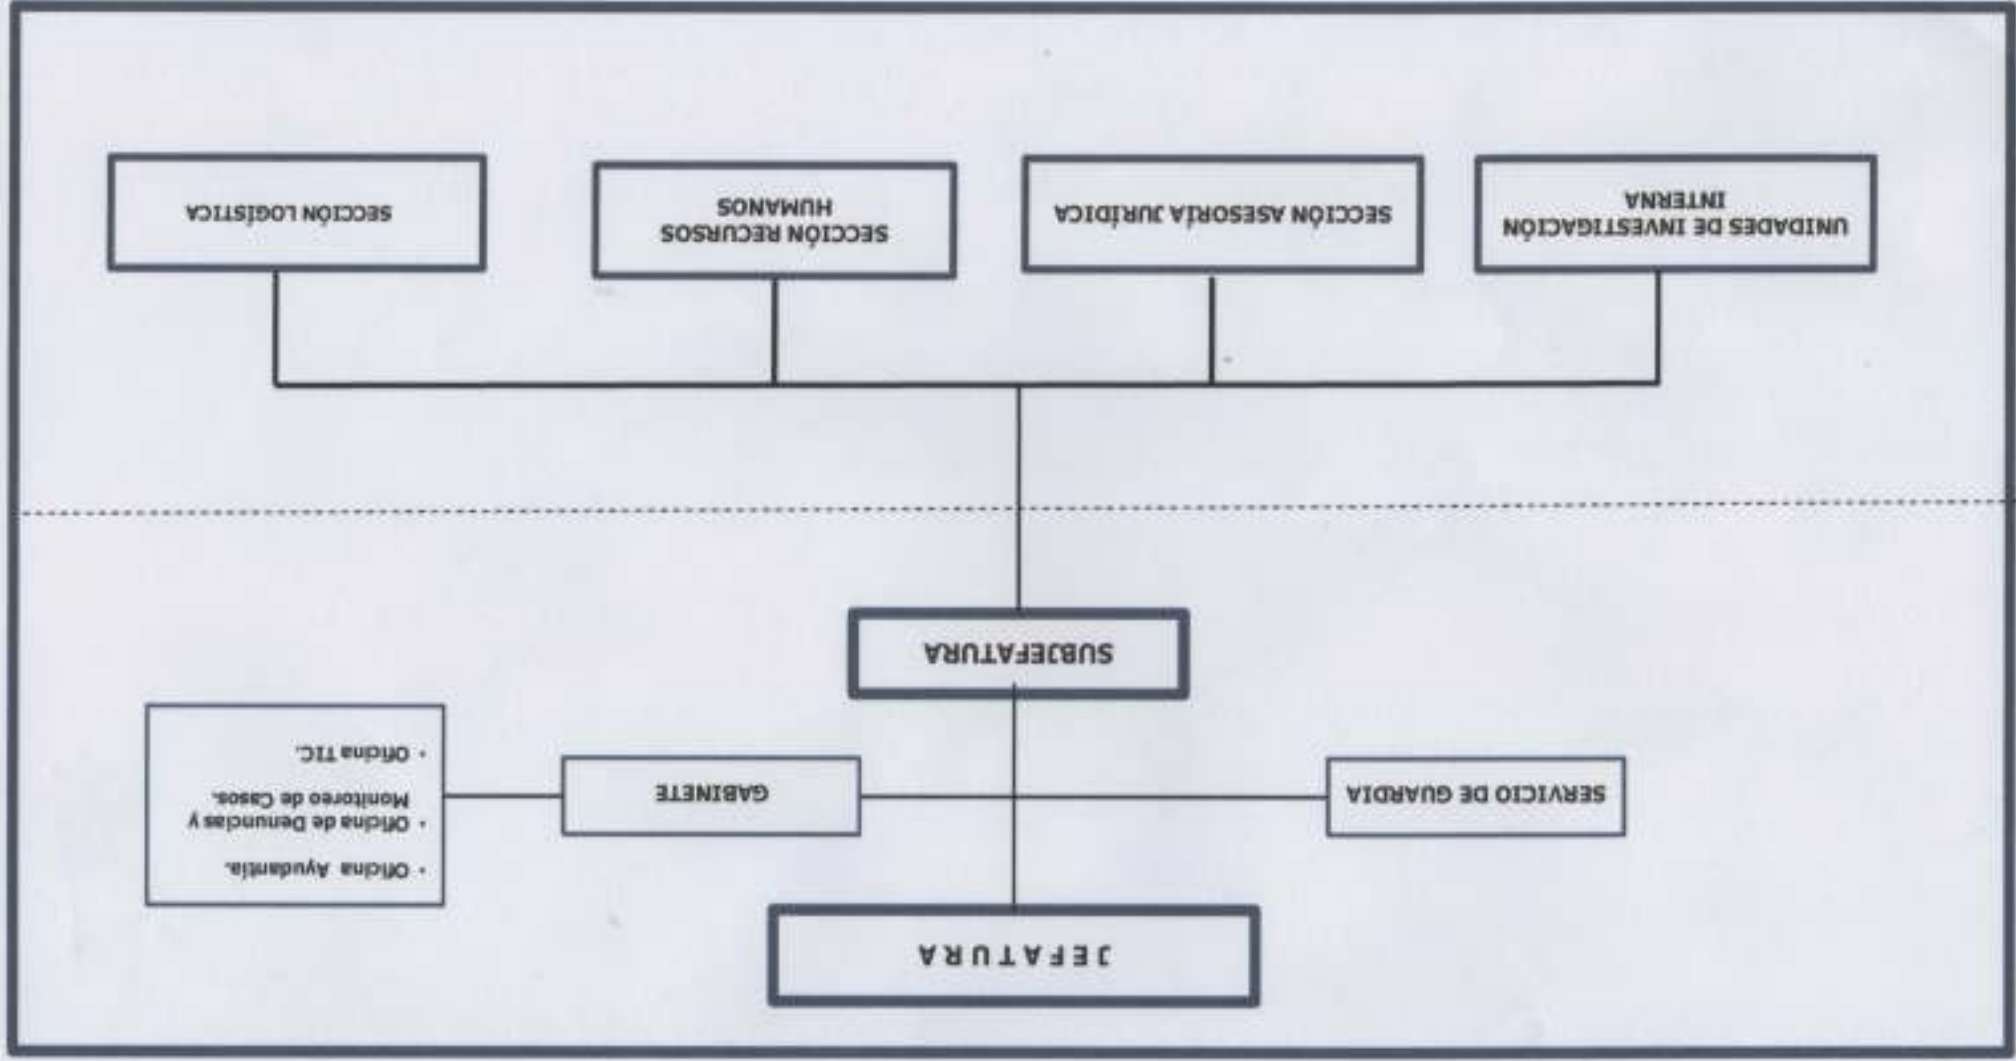 JEFATURA
SERVICIO DE GUARDIA
GABINETE
• Oficina Ayudantía.
• Oficina de Denuncias y
Monitoreo de Casos.
• Oficina TIC.
SUBJEFATURA
UNIDADES DE INVESTIGACIÓN
INTERNA
SECCIÓN ASESORÍA JURÍDICA
SECCIÓN RECURSOS
HUMANOS
SECCIÓN LOGÍSTICA